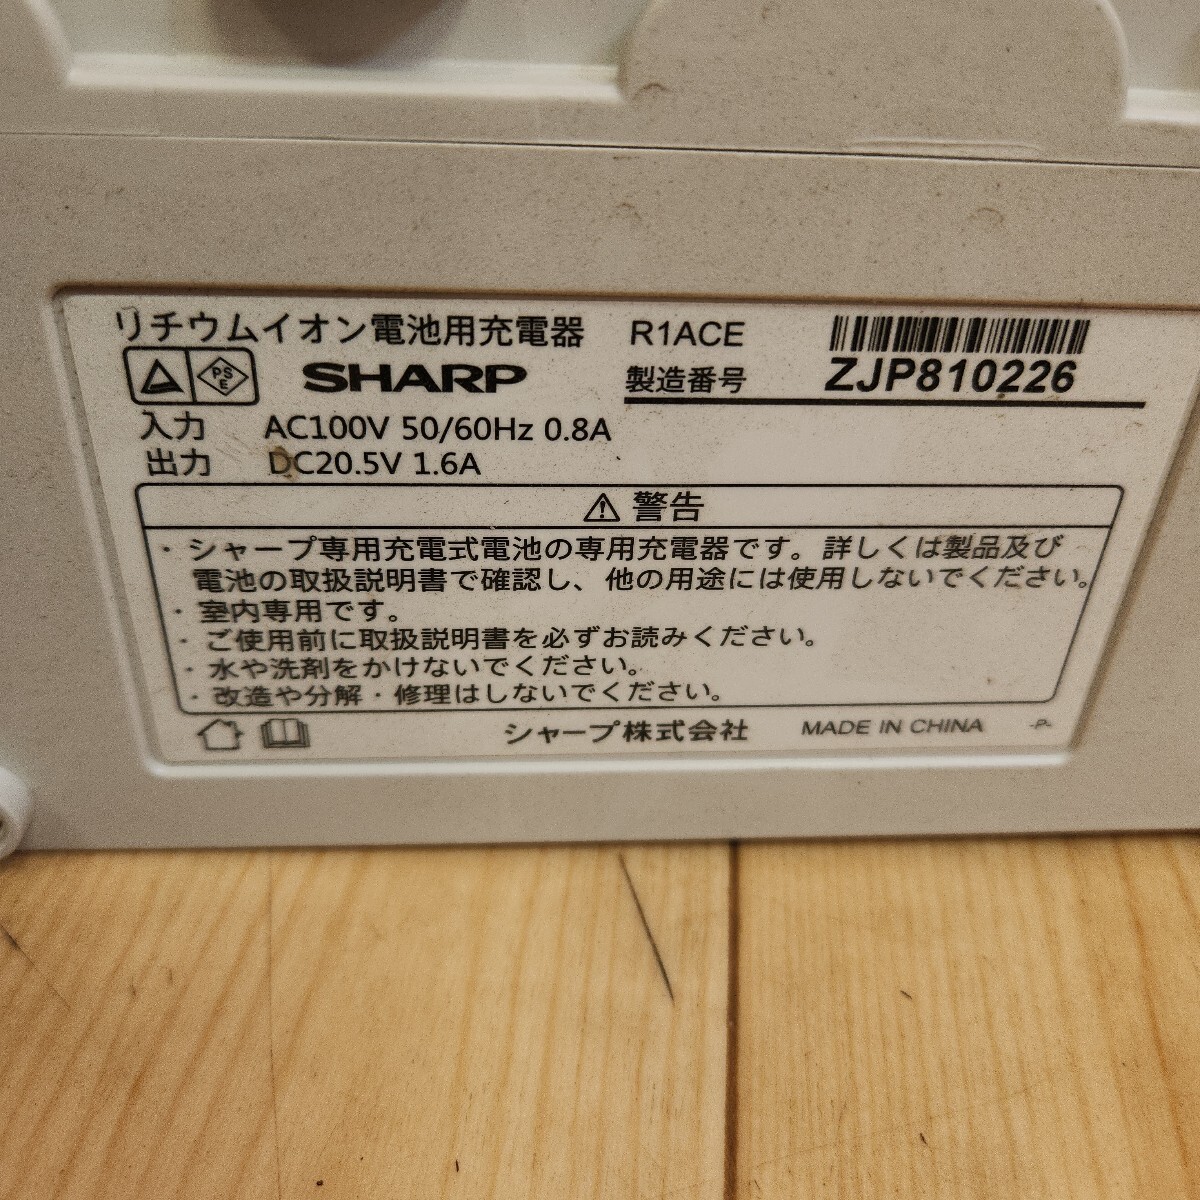 リチウムイオン電池用充電器 R1ACE
PS
E
SHARP 製造番号 ZJP810226
入力 AC100V 50/60Hz 0.8A
出力 DC20.5V 1.6A
⚠ 警告
・シャープ専用充電式電池の専用充電器です。詳しくは製品及び
電池の取扱説明書で確認し、他の用途には使用しないでください。
・室内専用です。
・ご使用前に取扱説明書を必ずお読みください。
・水や洗剤をかけないでください。
・改造や分解・修理はしないでください。
シャープ株式会社 MADE IN CHINA -P-